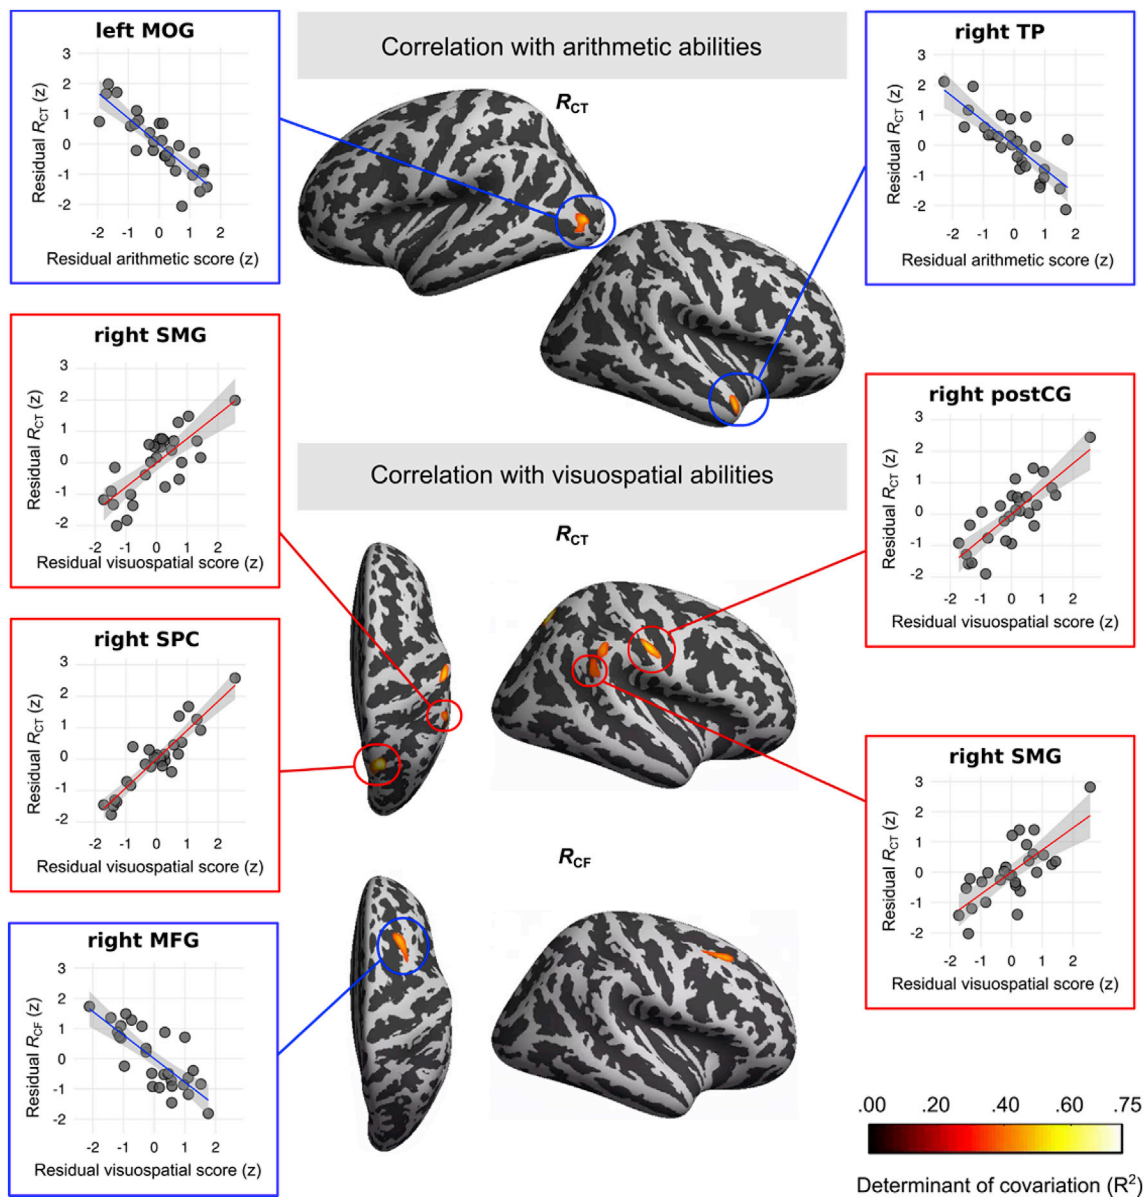 left MOG
3
2
1
0
-1
-2
Residual RCT (z)
-2 -1 0 1 2
Residual arithmetic score (z)
Correlation with arithmetic abilities
RCT
right TP
3
2
1
0
-1
-2
Residual RCT (z)
-2 -1 0 1 2
Residual arithmetic score (z)
right SMG
3
2
1
0
-1
-2
Residual RCT (z)
-2 -1 0 1 2
Residual visuospatial score (z)
Correlation with visuospatial abilities
RCT
right postCG
3
2
1
0
-1
-2
Residual RCT (z)
-2 -1 0 1 2
Residual visuospatial score (z)
right SPC
3
2
1
0
-1
-2
Residual RCT (z)
-2 -1 0 1 2
Residual visuospatial score (z)
right SMG
3
2
1
0
-1
-2
Residual RCT (z)
-2 -1 0 1 2
Residual visuospatial score (z)
RCF
right MFG
3
2
1
0
-1
-2
Residual RCF (z)
-2 -1 0 1 2
Residual visuospatial score (z)
.00 .20 .40 .60 .75
Determinant of covariation (R²)